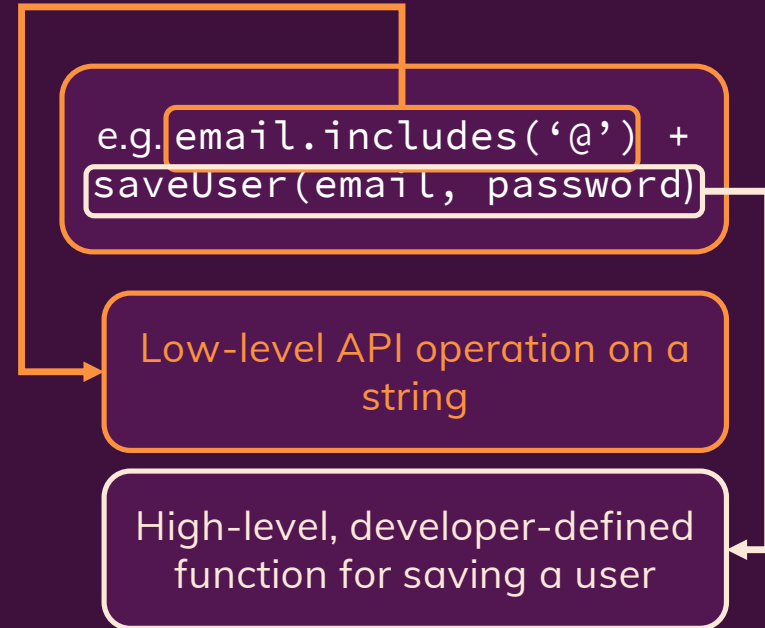 e.g. email.includes(‘@’) +
saveUser(email, password)
Low-level API operation on a
string
High-level, developer-defined
function for saving a user